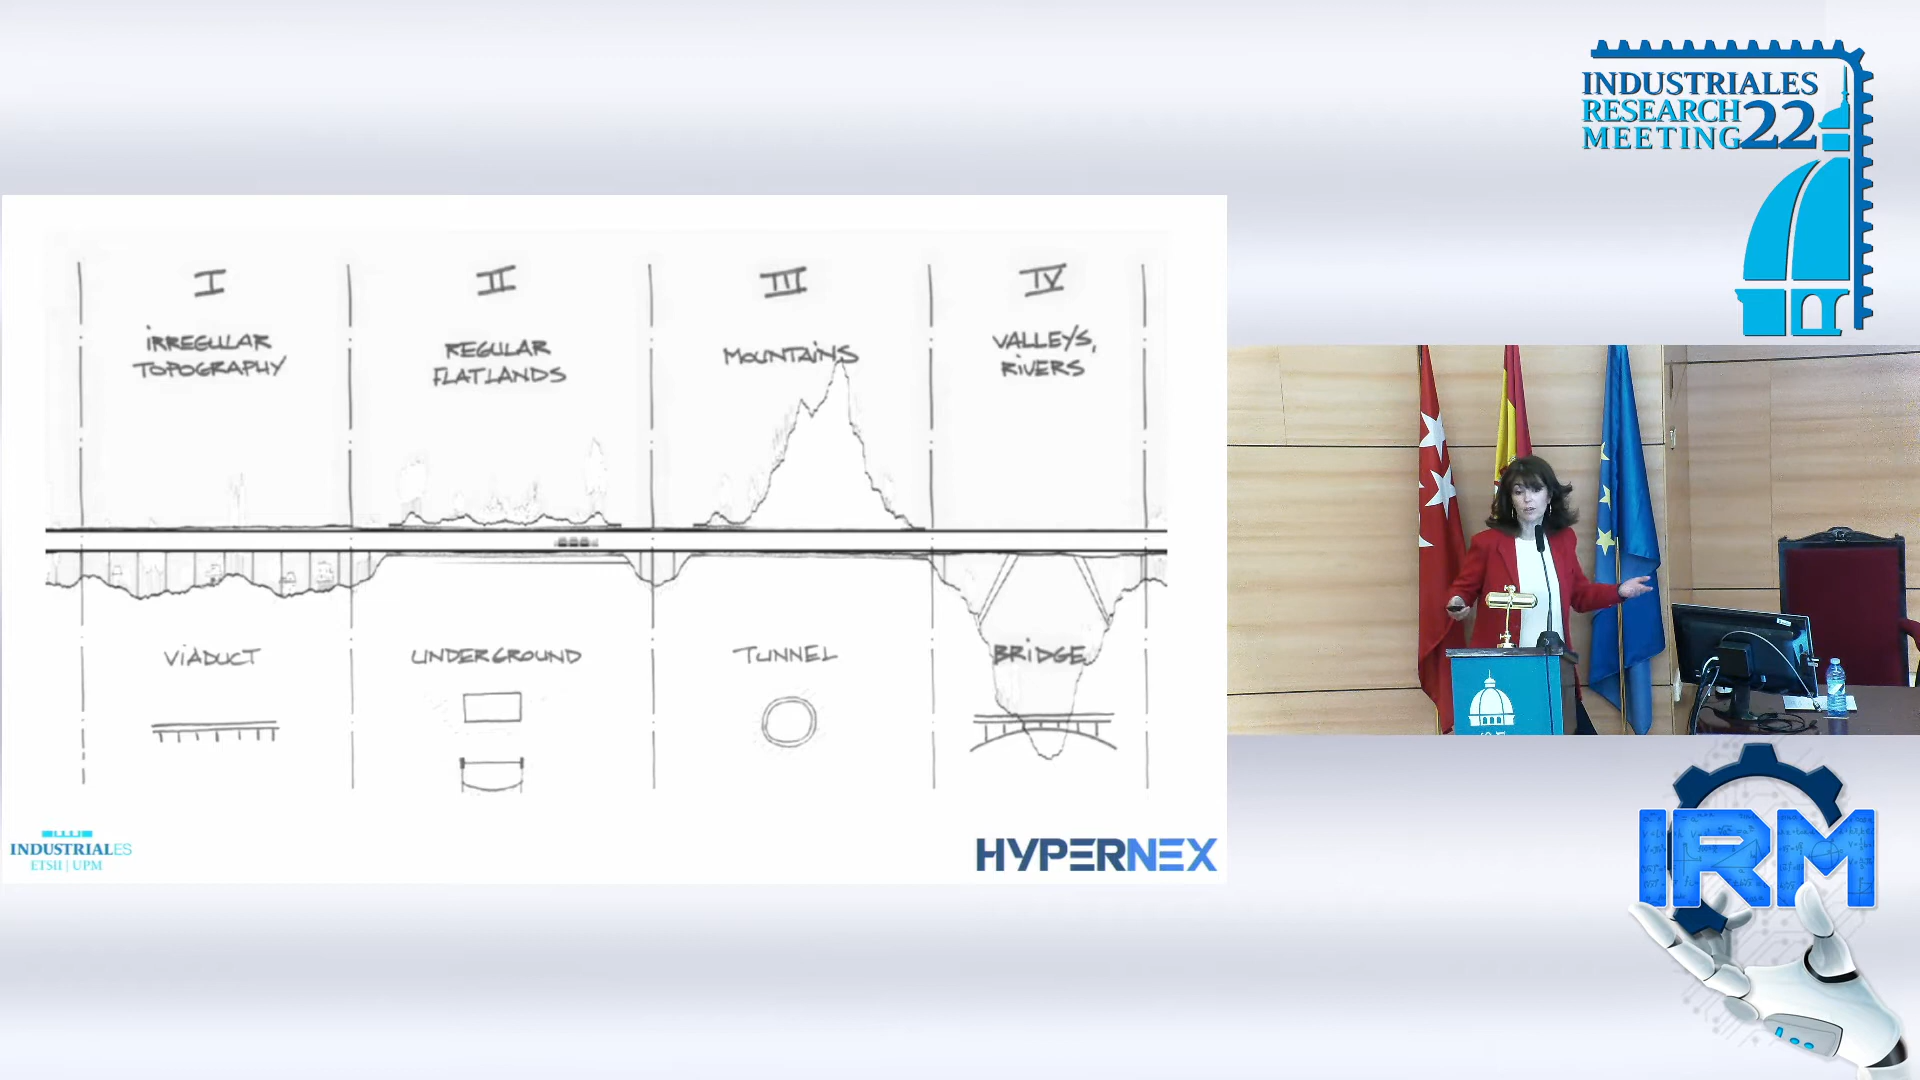 INDUSTRIALES
RESEARCH
MEETING 22
I
IRREGULAR
TOPOGRAPHY
II
REGULAR
FLATLANDS
III
MOUNTAINS
IV
VALLEYS,
RIVERS
VIADUCT
UNDERGROUND
TUNNEL
BRIDGE
INDUSTRIALES
ETSII | UPM
HYPERNEX
IRM